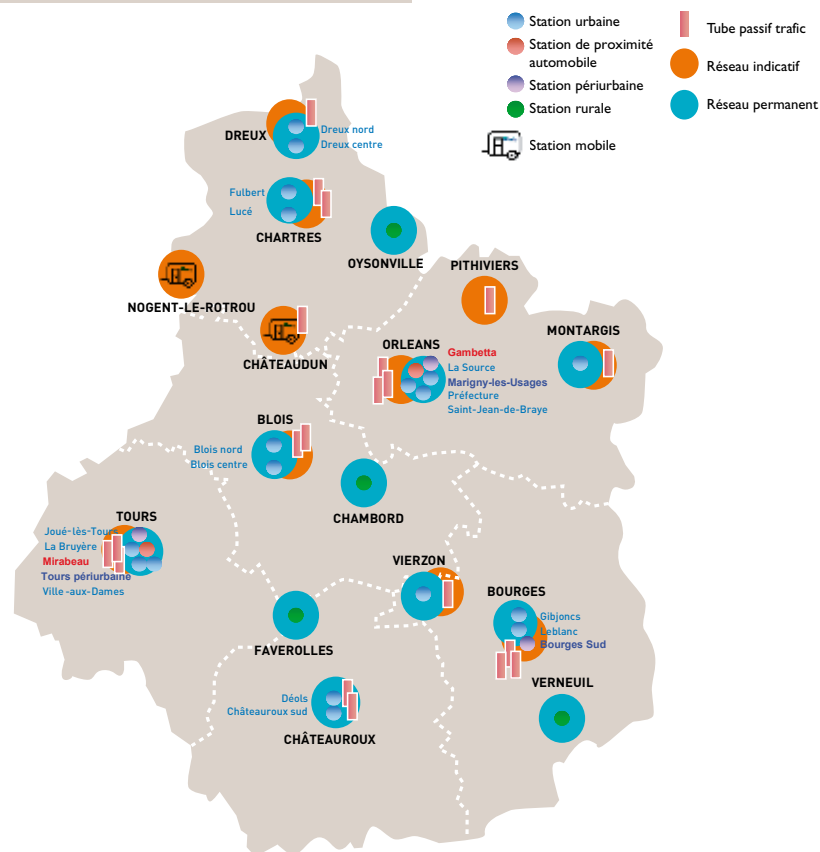 Station urbaine
Station de proximité
automobile
Station périurbaine
Station rurale
Station mobile
Tube passif trafic
Réseau indicatif
Réseau permanent
DREUX
Dreux nord
Dreux centre
Fulbert
Lucé
CHARTRES
OYSONVILLE
PITHIVIERS
NOGENT-LE-ROTROU
MONTARGIS
CHÂTEAUDUN
ORLEANS
Gambetta
La Source
Marigny-les-Usages
Préfecture
Saint-Jean-de-Braye
BLOIS
Blois nord
Blois centre
CHAMBORD
TOURS
Joué-lès-Tours
La Bruyère
Mirabeau
Tours périurbaine
Ville-aux-Dames
VIERZON
BOURGES
Gibjoncs
Leblanc
Bourges Sud
FAVEROLLES
VERNEUIL
Déols
Châteauroux sud
CHÂTEAUROUX